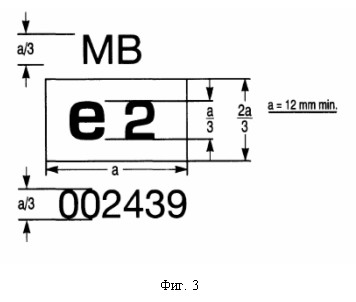 a/3 MB
e 2 a/3 2a/3 a = 12 mm min.
a
a/3 002439
Фиг. 3